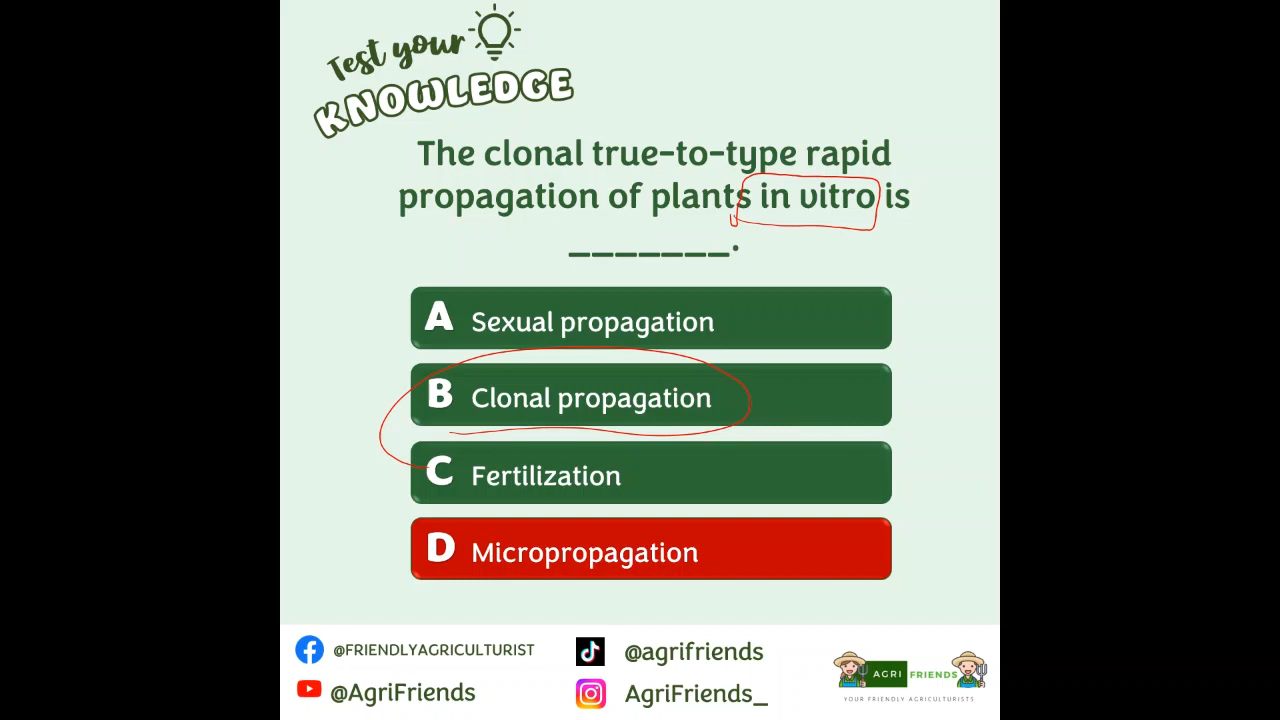 Test your
KNOWLEDGE
The clonal true-to-type rapid
propagation of plants in vitro is
_______.
A Sexual propagation
B Clonal propagation
C Fertilization
D Micropropagation
@FRIENDLYAGRICULTURIST
@agrifriends
@AgriFriends
AgriFriends_
AGRI FRIENDS
YOUR FRIENDLY AGRICULTURISTS